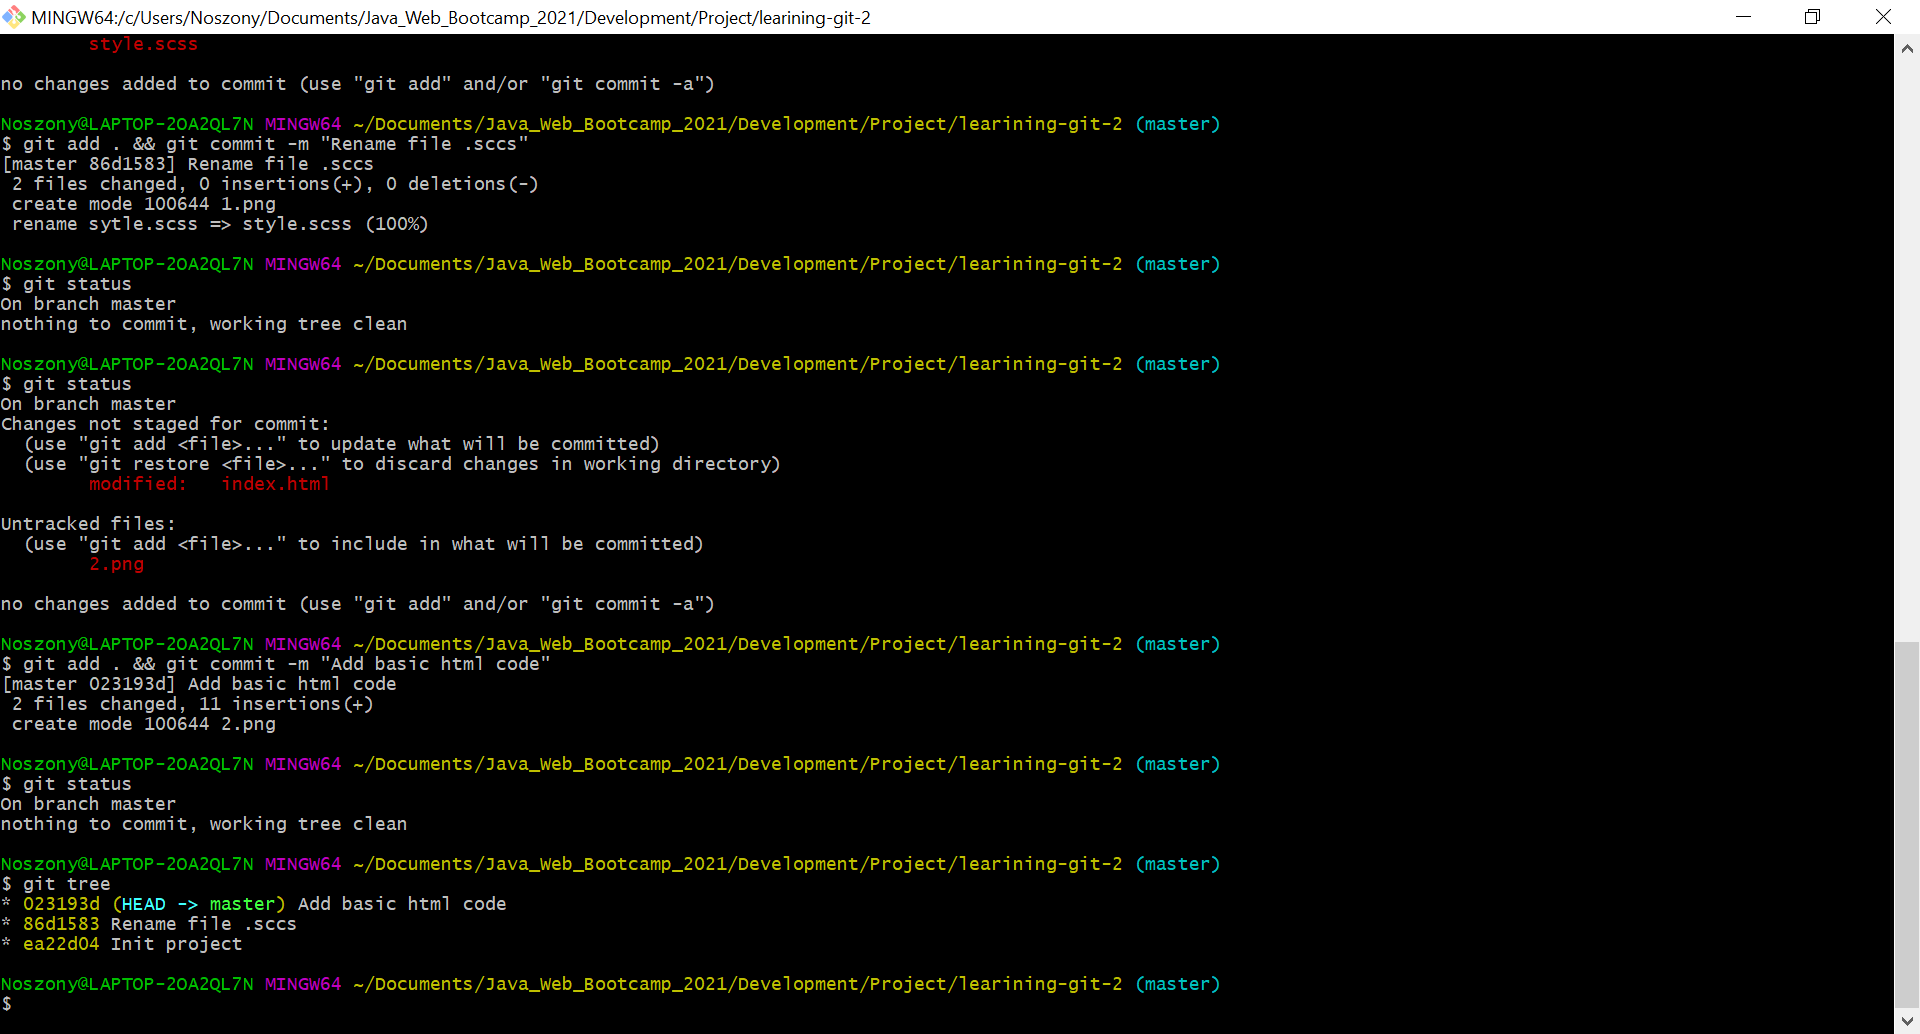 MINGW64:/c/Users/Noszony/Documents/Java_Web_Bootcamp_2021/Development/Project/learining-git-2
style.scss
no changes added to commit (use "git add" and/or "git commit -a")
Noszony@LAPTOP-2OA2QL7N MINGW64 ~/Documents/Java_Web_Bootcamp_2021/Development/Project/learining-git-2 (master)
$ git add . && git commit -m "Rename file .sccs"
[master 86d1583] Rename file .sccs
2 files changed, 0 insertions(+), 0 deletions(-)
create mode 100644 1.png
rename sytle.scss => style.scss (100%)
Noszony@LAPTOP-2OA2QL7N MINGW64 ~/Documents/Java_Web_Bootcamp_2021/Development/Project/learining-git-2 (master)
$ git status
On branch master
nothing to commit, working tree clean
Noszony@LAPTOP-2OA2QL7N MINGW64 ~/Documents/Java_Web_Bootcamp_2021/Development/Project/learining-git-2 (master)
$ git status
On branch master
Changes not staged for commit:
(use "git add <file>..." to update what will be committed)
(use "git restore <file>..." to discard changes in working directory)
modified:   index.html
Untracked files:
(use "git add <file>..." to include in what will be committed)
2.png
no changes added to commit (use "git add" and/or "git commit -a")
Noszony@LAPTOP-2OA2QL7N MINGW64 ~/Documents/Java_Web_Bootcamp_2021/Development/Project/learining-git-2 (master)
$ git add . && git commit -m "Add basic html code"
[master 023193d] Add basic html code
2 files changed, 11 insertions(+)
create mode 100644 2.png
Noszony@LAPTOP-2OA2QL7N MINGW64 ~/Documents/Java_Web_Bootcamp_2021/Development/Project/learining-git-2 (master)
$ git status
On branch master
nothing to commit, working tree clean
Noszony@LAPTOP-2OA2QL7N MINGW64 ~/Documents/Java_Web_Bootcamp_2021/Development/Project/learining-git-2 (master)
$ git tree
* 023193d (HEAD -> master) Add basic html code
* 86d1583 Rename file .sccs
* ea22d04 Init project
Noszony@LAPTOP-2OA2QL7N MINGW64 ~/Documents/Java_Web_Bootcamp_2021/Development/Project/learining-git-2 (master)
$